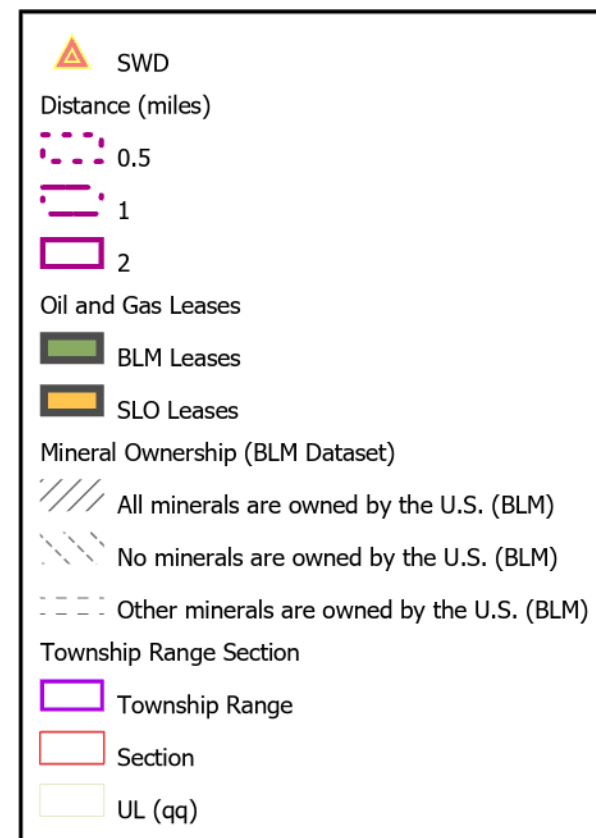 SWD
Distance (miles)
0.5
1
2
Oil and Gas Leases
BLM Leases
SLO Leases
Mineral Ownership (BLM Dataset)
All minerals are owned by the U.S. (BLM)
No minerals are owned by the U.S. (BLM)
Other minerals are owned by the U.S. (BLM)
Township Range Section
Township Range
Section
UL (qq)